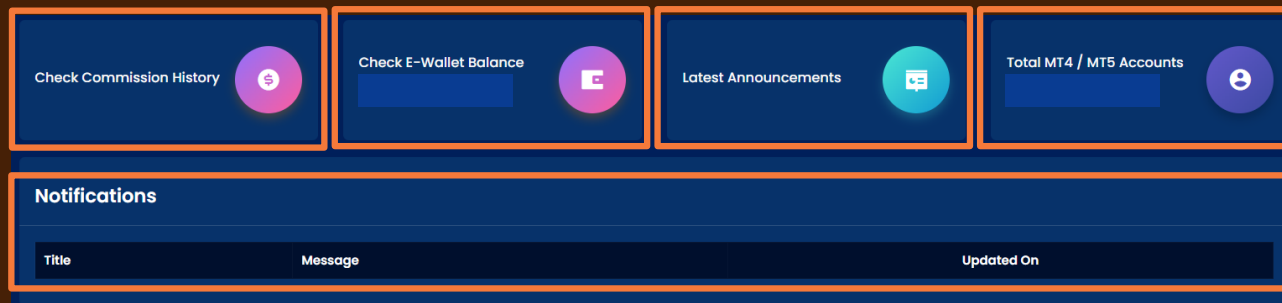 Check Commission History
Check E-Wallet Balance
Latest Announcements
Total MT4 / MT5 Accounts
Notifications
Title Message Updated On